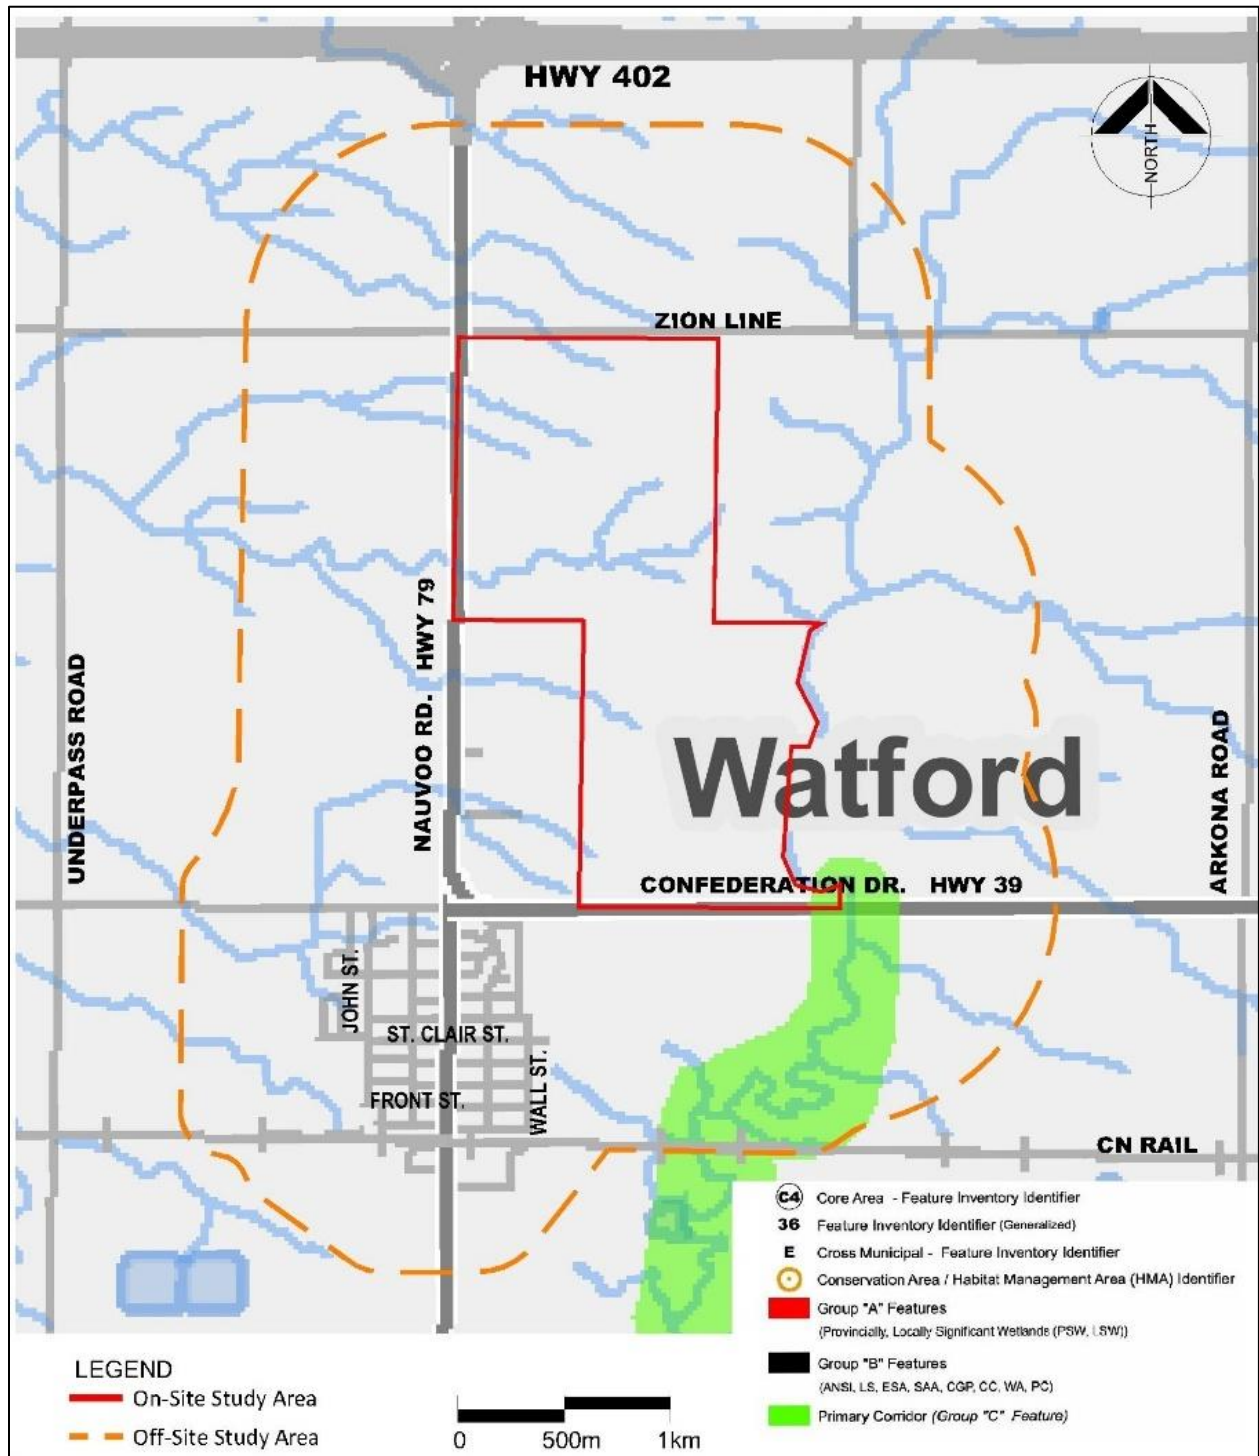 HWY 402
NORTH
ZION LINE
NAUVOO RD. HWY 79
UNDERPASS ROAD
Watford
ARKONA ROAD
CONFEDERATION DR. HWY 39
JOHN ST.
ST. CLAIR ST.
WALL ST.
FRONT ST.
CN RAIL
C4 Core Area - Feature Inventory Identifier
36 Feature Inventory Identifier (Generalized)
E Cross Municipal - Feature Inventory Identifier
Conservation Area / Habitat Management Area (HMA) Identifier
Group "A" Features
(Provincially, Locally Significant Wetlands (PSW, LSW))
Group "B" Features
(ANSI, LS, ESA, SAA, CGP, CC, WA, PC)
Primary Corridor (Group "C" Feature)
LEGEND
On-Site Study Area
Off-Site Study Area
0 500m 1km